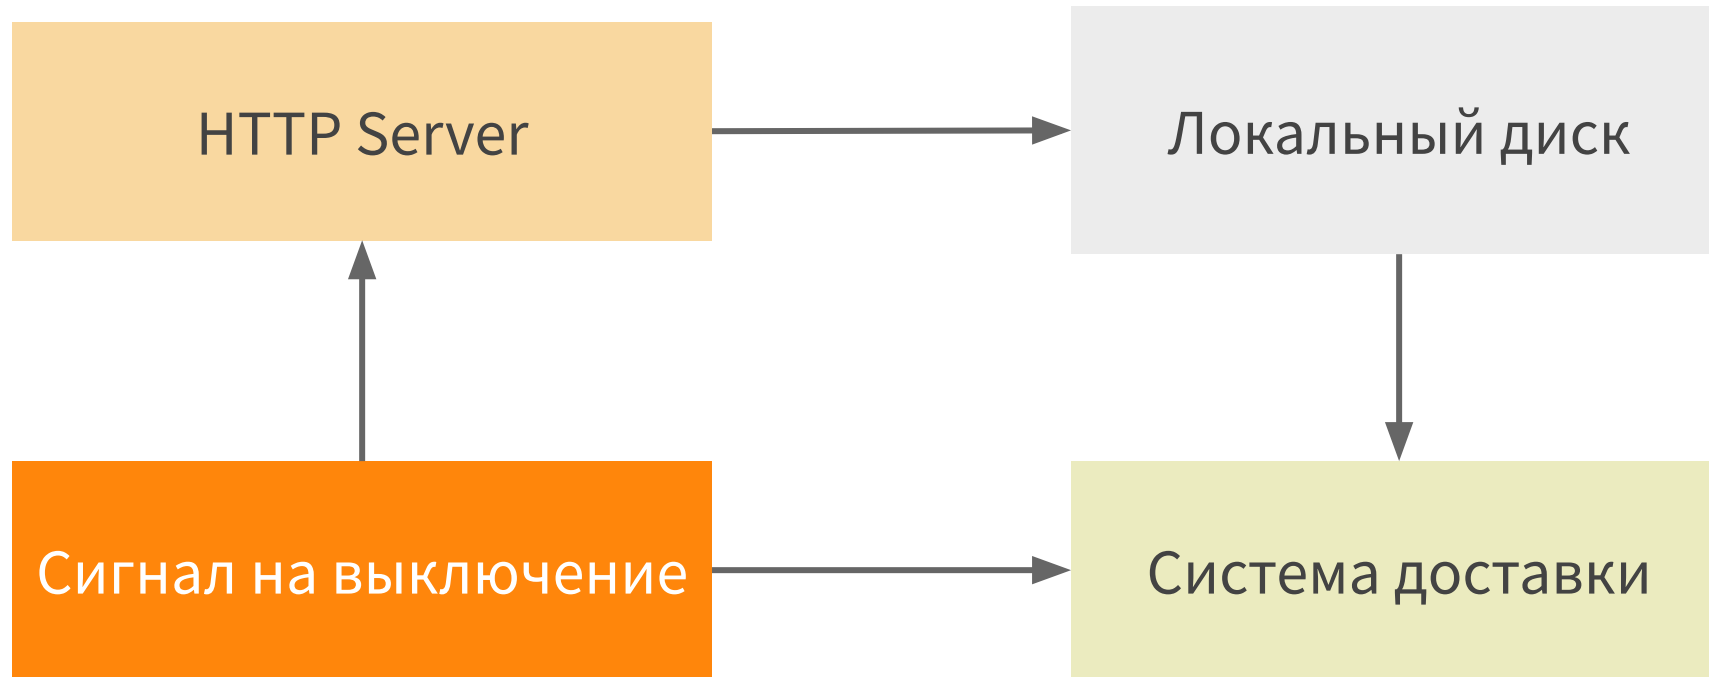 HTTP Server
Локальный диск
Сигнал на выключение
Система доставки